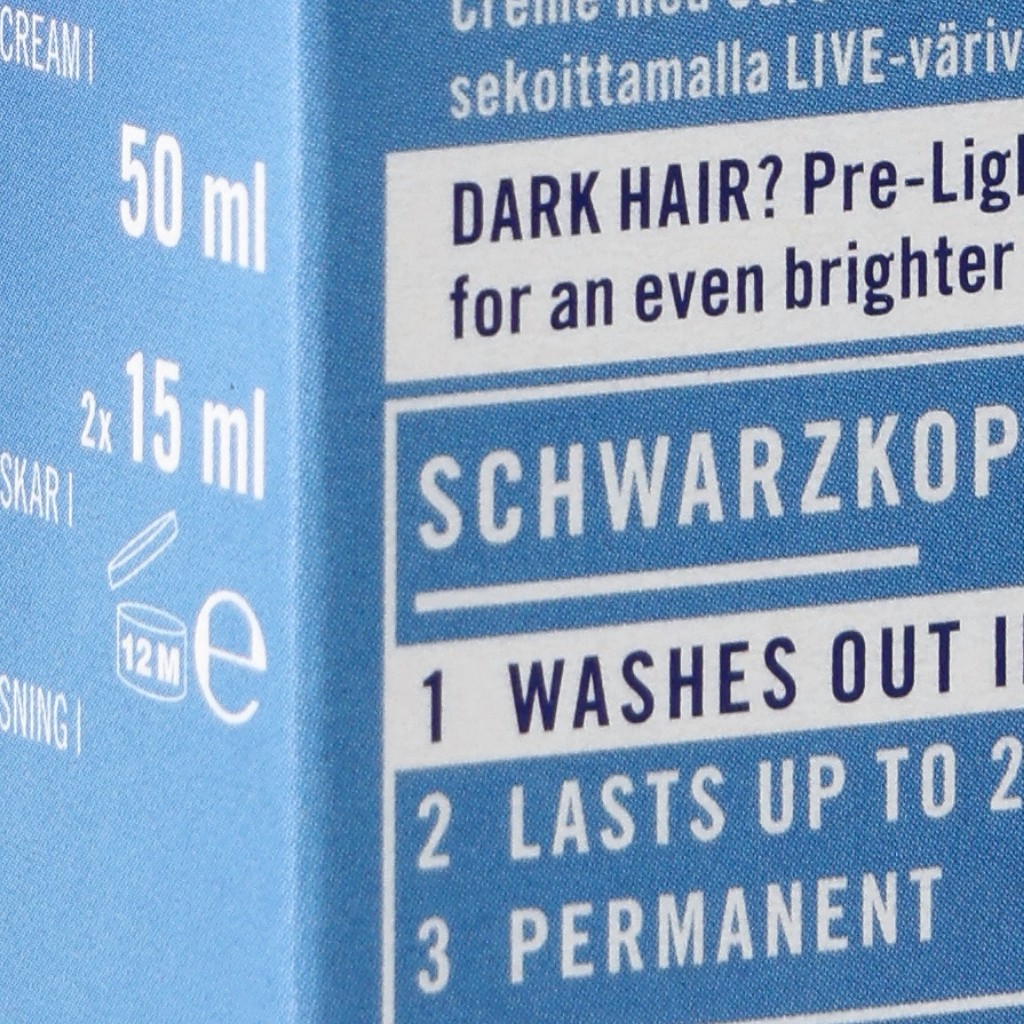 CREAM |
50 ml
2x 15 ml
SKAR |
12 M e
SNING |
sekoittamalla LIVE-väriv
DARK HAIR? Pre-Ligh
for an even brighter
SCHWARZKOP
1 WASHES OUT I
2 LASTS UP TO 2
3 PERMANENT